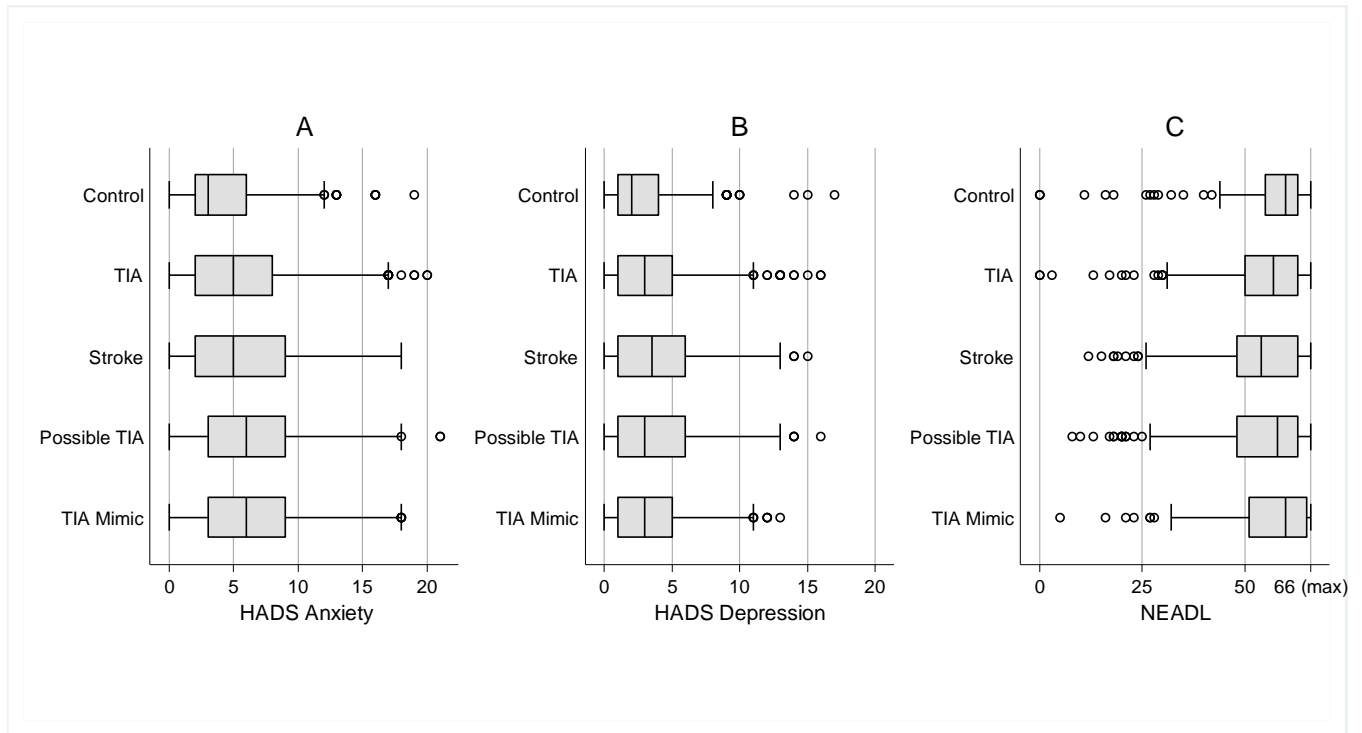 A
Control
TIA
Stroke
Possible TIA
TIA Mimic
0 5 10 15 20
HADS Anxiety
B
Control
TIA
Stroke
Possible TIA
TIA Mimic
0 5 10 15 20
HADS Depression
C
Control
TIA
Stroke
Possible TIA
TIA Mimic
0 25 50 66 (max)
NEADL